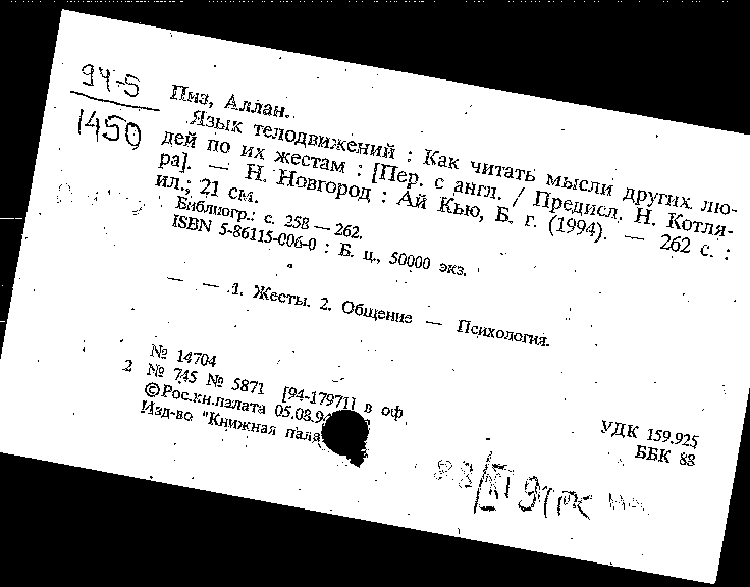 94-5
1450
Пиз, Аллан.
Язык телодвижений : Как читать мысли других лю-
дей по их жестам : [Пер. с англ. / Предисл. Н. Котля-
ра]. — Н. Новгород : Ай Кью, Б. г. (1994). — 262 с. :
ил.; 21 см.
Библиогр.: с. 258 — 262.
ISBN 5-86115-006-0 : Б. ц., 50000 экз.
— — 1. Жесты. 2. Общение — Психология.
№ 14704
2 № 745 № 5871 [94-17971] в оф
© Рос.кн.палата 05.08.94
Изд-во "Книжная пала
УДК 159.925
ББК 88